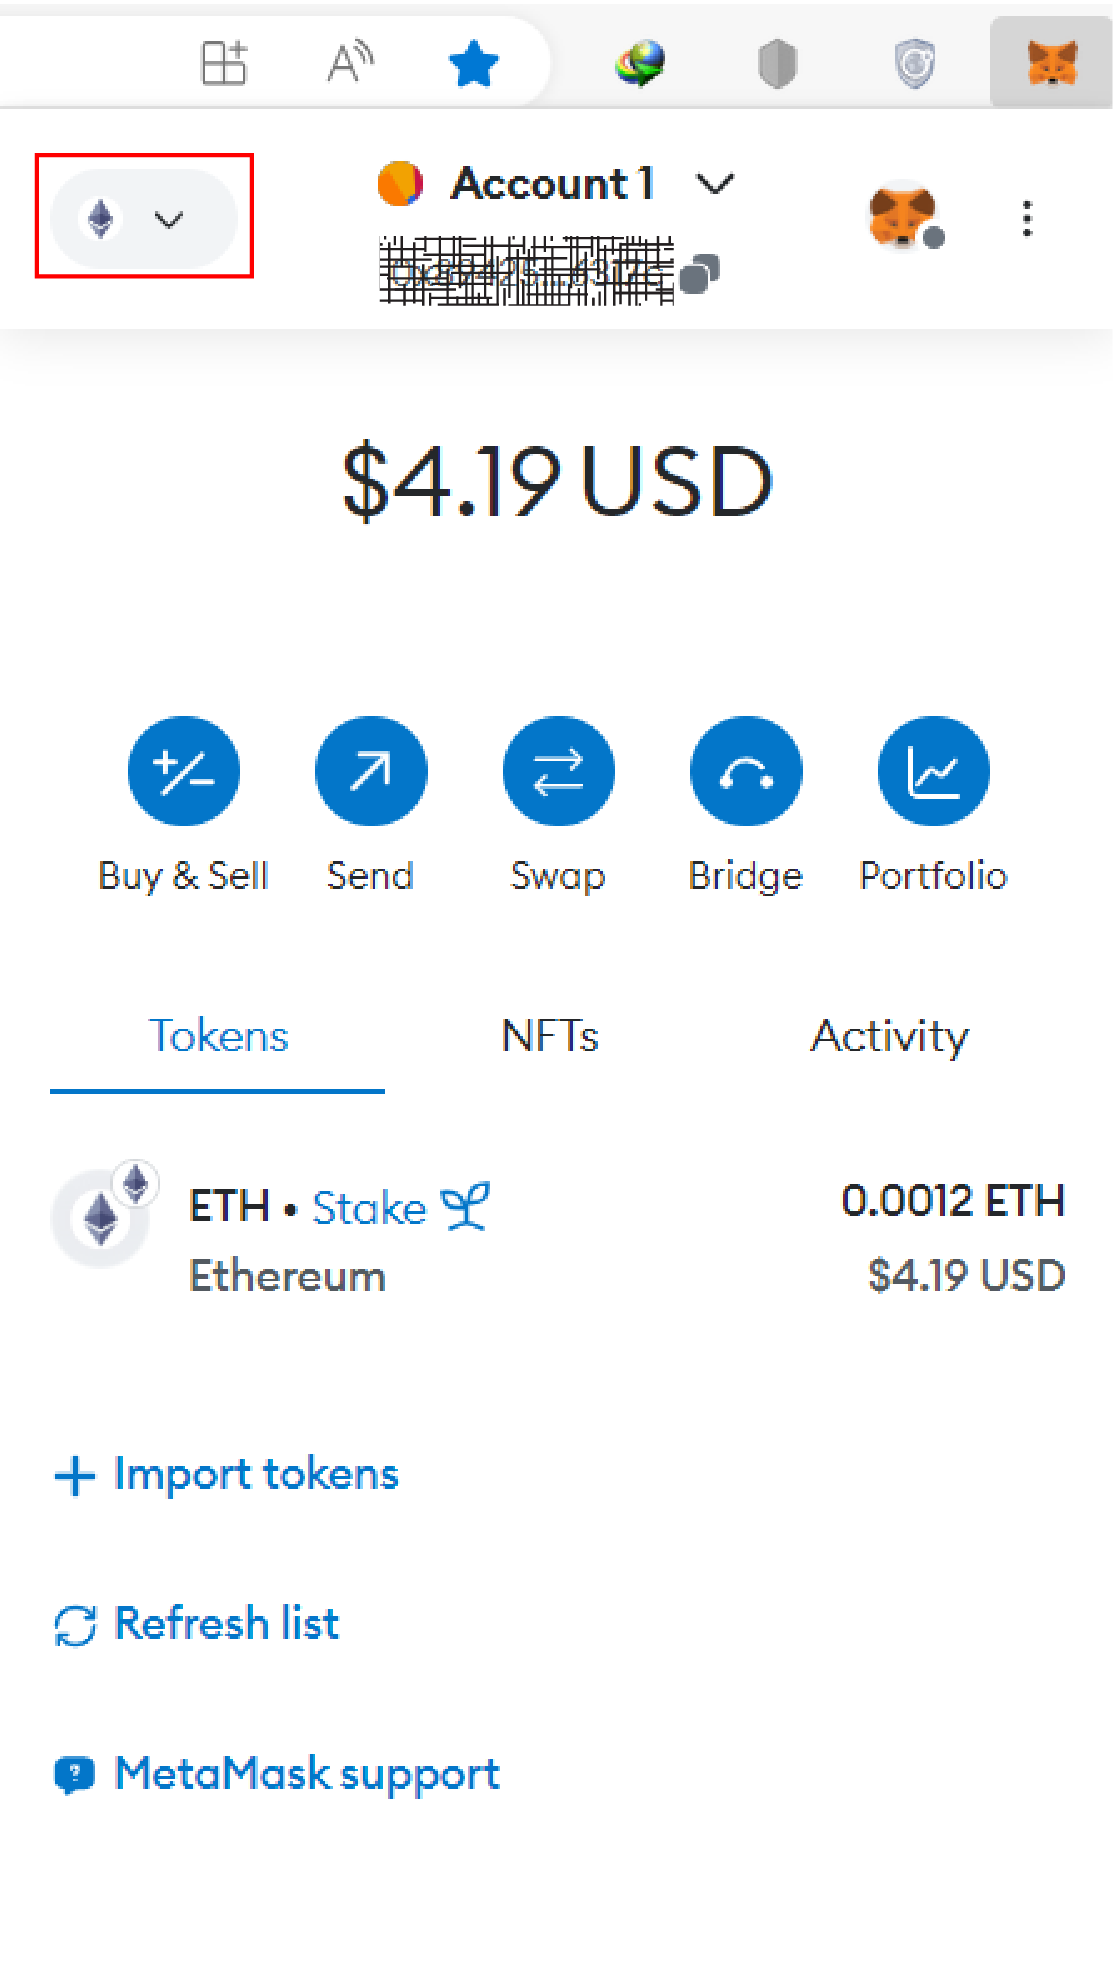 Account 1
$4.19 USD
Buy & Sell
Send
Swap
Bridge
Portfolio
Tokens
NFTs
Activity
ETH • Stake
0.0012 ETH
Ethereum
$4.19 USD
Import tokens
Refresh list
MetaMask support